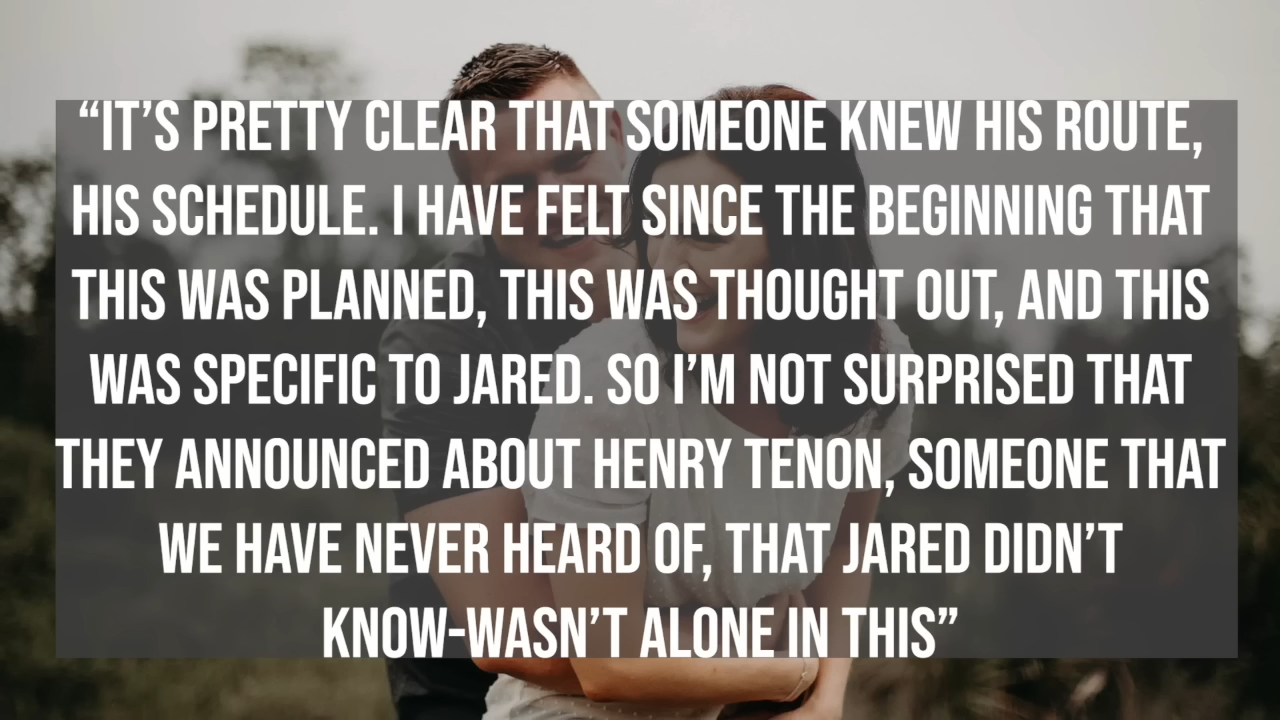 “IT’S PRETTY CLEAR THAT SOMEONE KNEW HIS ROUTE,
HIS SCHEDULE. I HAVE FELT SINCE THE BEGINNING THAT
THIS WAS PLANNED, THIS WAS THOUGHT OUT, AND THIS
WAS SPECIFIC TO JARED. SO I’M NOT SURPRISED THAT
THEY ANNOUNCED ABOUT HENRY TENON, SOMEONE THAT
WE HAVE NEVER HEARD OF, THAT JARED DIDN’T
KNOW-WASN’T ALONE IN THIS”